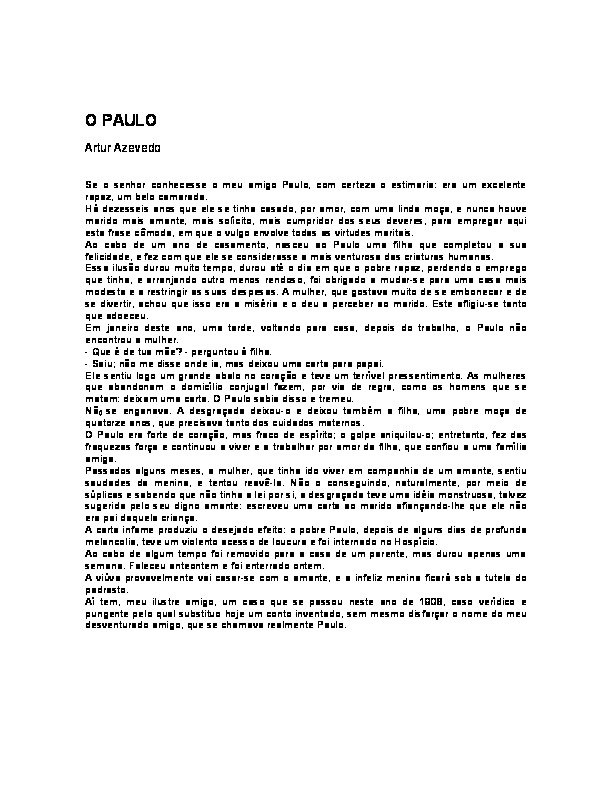 O PAULO
Artur Azevedo
Se o senhor conhecesse o meu amigo Paulo, com certeza o estimaria: era um excelente
rapaz, um belo camarada.
Há dezesseis anos que ele se tinha casado, por amor, com uma linda moça, e nunca houve
marido mais amante, mais solícito, mais cumpridor dos seus deveres, para empregar aqui
esta frase cômoda, em que o vulgo envolve todas as virtudes maritais.
Ao cabo de um ano de casamento, nasceu ao Paulo uma filha que completou a sua
felicidade, e fez com que ele se considerasse a mais venturosa das criaturas humanas.
Essa ilusão durou muito tempo, durou até o dia em que o pobre rapaz, perdendo o emprego
que tinha, e arranjando outro menos rendoso, foi obrigado a mudar-se para uma casa mais
modesta e a restringir as suas despesas. A mulher, que gostava muito de se embonecar e de
se divertir, achou que isso era a miséria e o deu a perceber ao marido. Este afligiu-se tanto
que adoeceu.
Em janeiro deste ano, uma tarde, voltando para casa, depois do trabalho, o Paulo não
encontrou a mulher.
- Que é de tua mãe? - perguntou à filha.
- Saiu; não me disse onde ia, mas deixou uma carta para papai.
Ele sentiu logo um grande abalo no coração e teve um terrível pressentimento. As mulheres
que abandonam o domicílio conjugal fazem, por via de regra, como os homens que se
matam: deixam uma carta. O Paulo sabia disso e tremeu.
Não se enganava. A desgraçada deixou-o e deixou também a filha, uma pobre moça de
quatorze anos, que precisava tanto dos cuidados maternos.
O Paulo era forte de coração, mas fraco de espírito; o golpe aniquilou-o; entretanto, fez das
fraquezas força e continuou a viver e a trabalhar por amor da filha, que confiou a uma família
amiga.
Passados alguns meses, a mulher, que tinha ido viver em companhia de um amante, sentiu
saudades da menina, e tentou reavê-la. Não o conseguindo, naturalmente, por meio de
súplicas e sabendo que não tinha a lei por si, a desgraçada teve uma idéia monstruosa, talvez
sugerida pelo seu digno amante: escreveu uma carta ao marido afiançando-lhe que ele não
era pai daquela criança.
A carta infame produziu o desejado efeito: o pobre Paulo, depois de alguns dias de profunda
melancolia, teve um violento acesso de loucura e foi internado no Hospício.
Ao cabo de algum tempo foi removido para a casa de um parente, mas durou apenas uma
semana. Faleceu anteontem e foi enterrado ontem.
A viúva provavelmente vai casar-se com o amante, e a infeliz menina ficará sob a tutela do
padrasto.
Aí tem, meu ilustre amigo, um caso que se passou neste ano de 1908, caso verídico e
pungente pelo qual substituo hoje um conto inventado, sem mesmo disfarçar o nome do meu
desventurado amigo, que se chamava realmente Paulo.